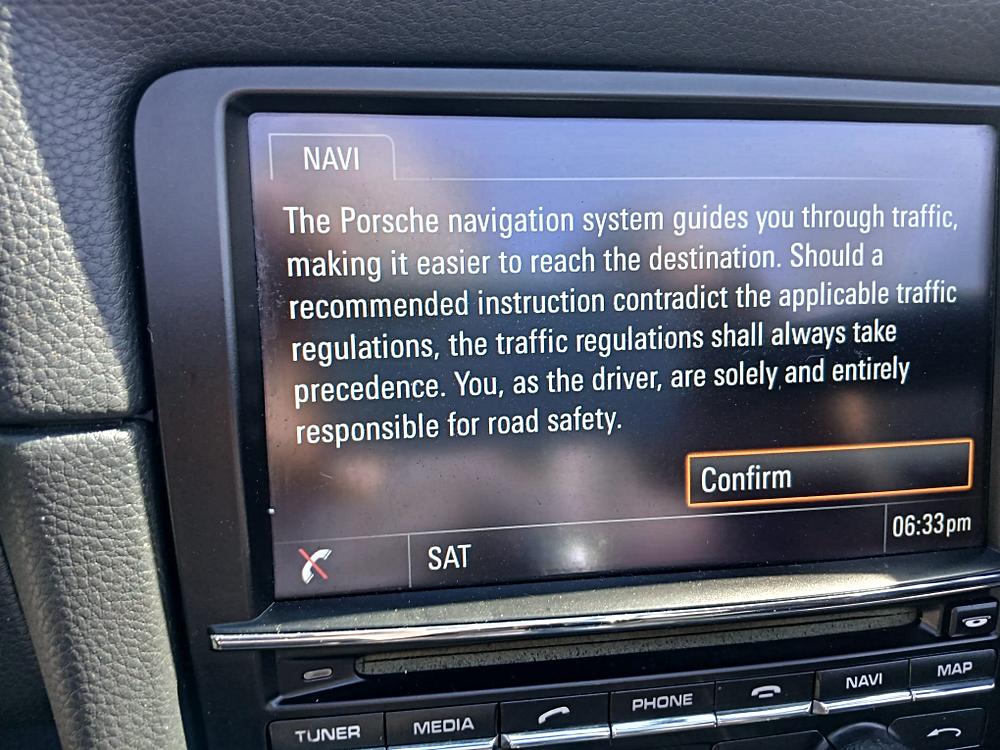 NAVI
The Porsche navigation system guides you through traffic,
making it easier to reach the destination. Should a
recommended instruction contradict the applicable traffic
regulations, the traffic regulations shall always take
precedence. You, as the driver, are solely and entirely
responsible for road safety.
Confirm
SAT
06:33pm
TUNER
MEDIA
PHONE
NAVI
MAP